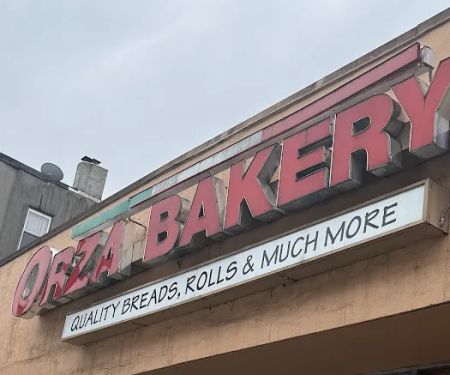 ORZA BAKERY
QUALITY BREADS, ROLLS & MUCH MORE